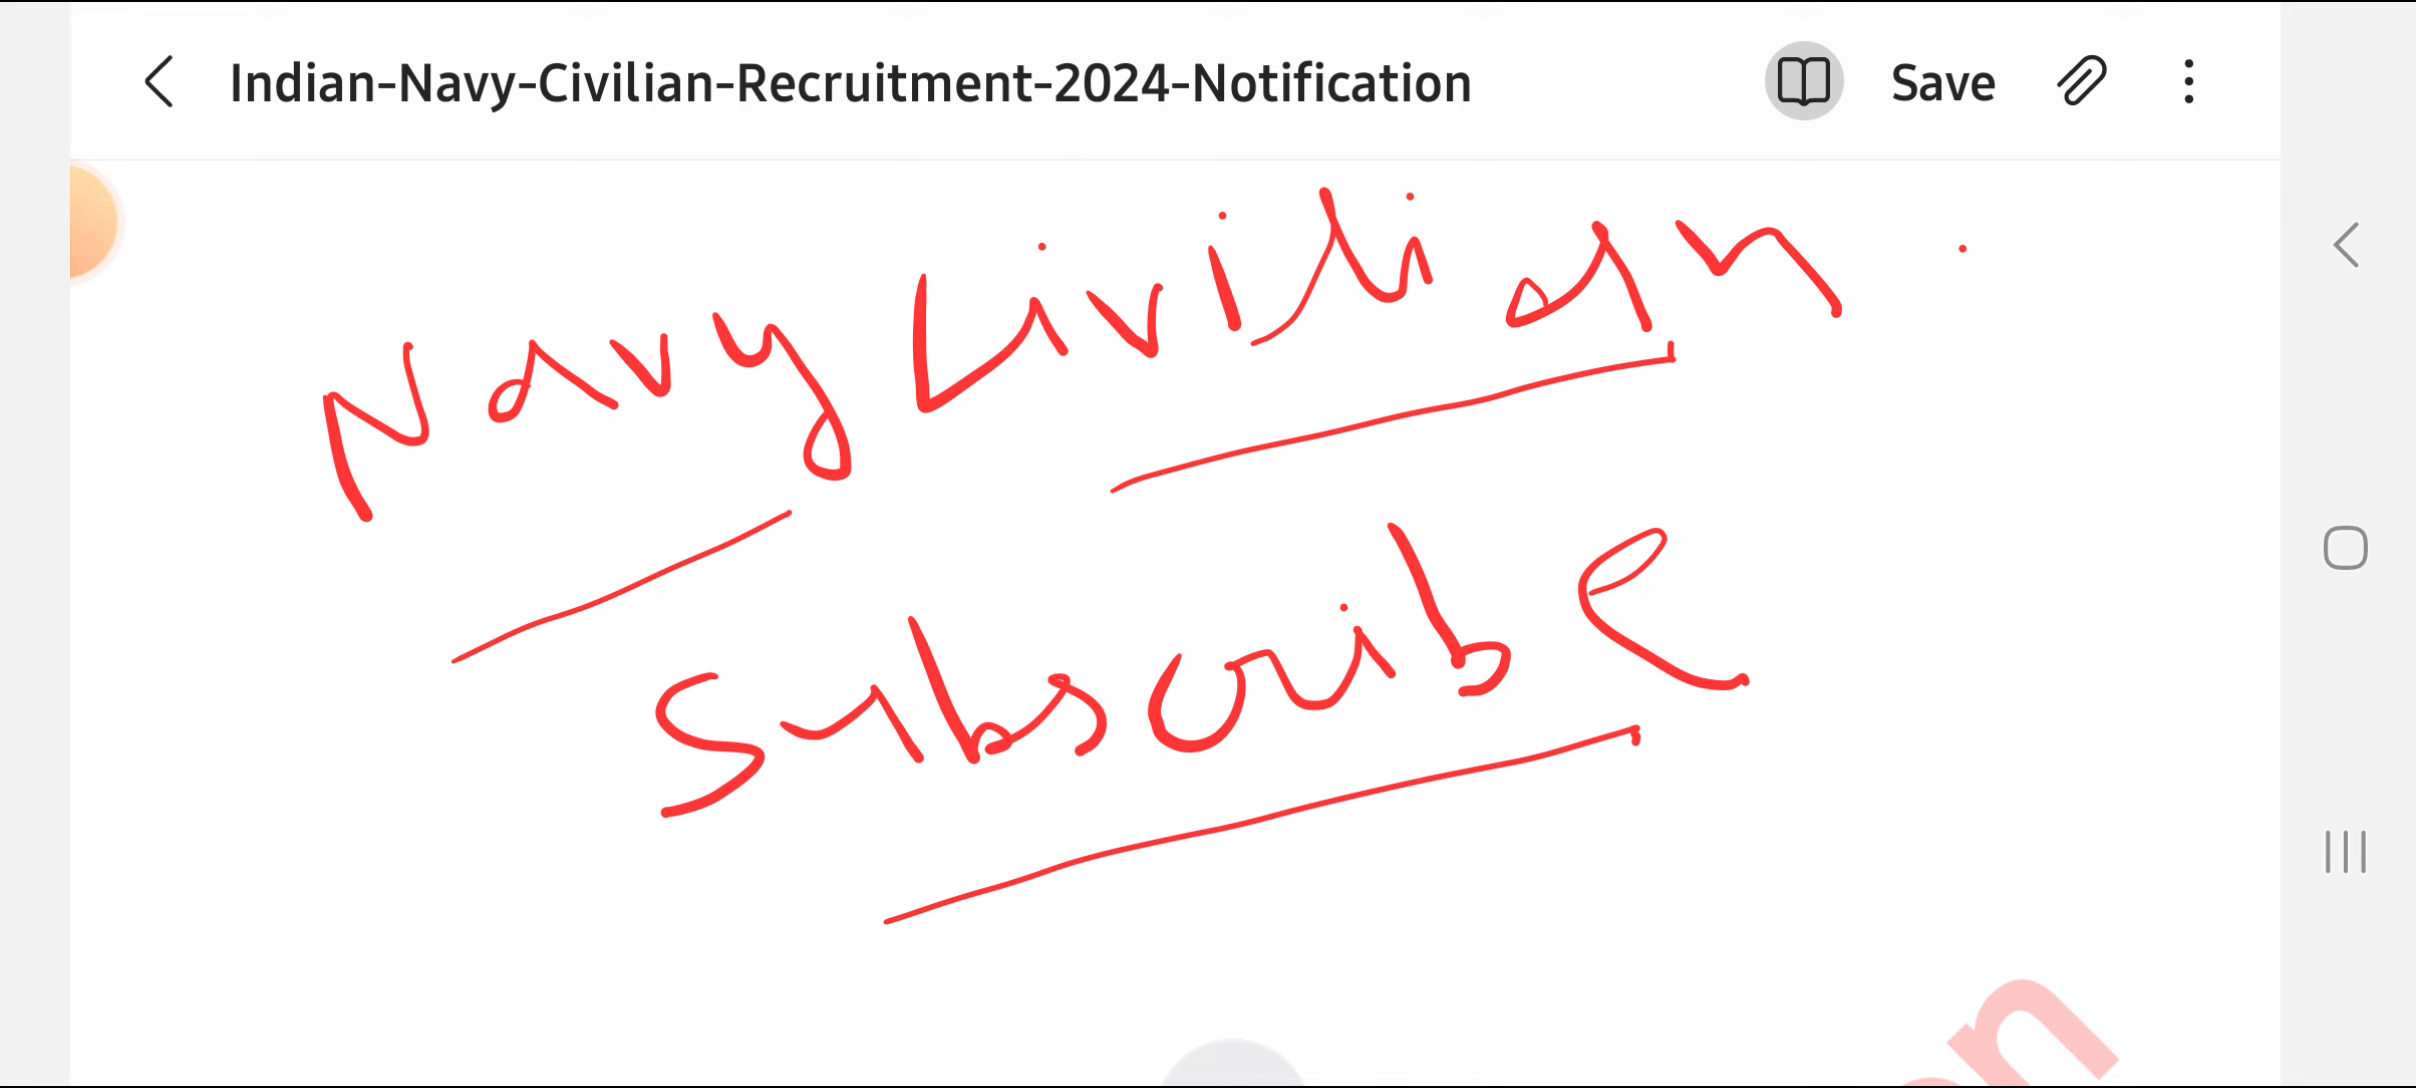 Indian-Navy-Civilian-Recruitment-2024-Notification Save
Navy Civilian
Subscribe
n